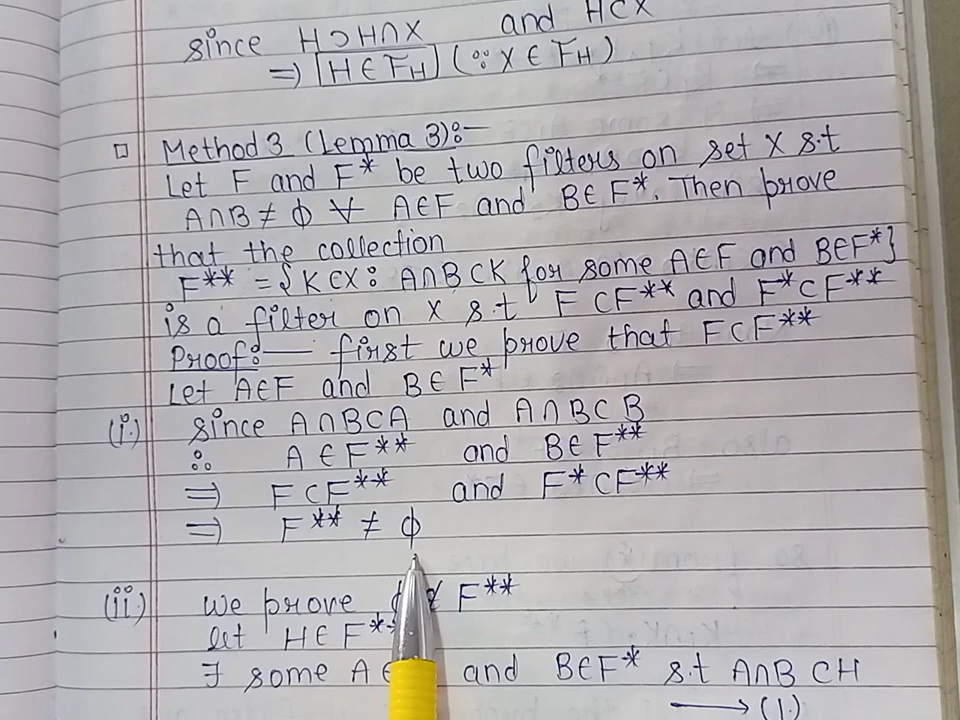 since H⊃H∩X and H⊂X
=> H∈F_H (∵ X∈F_H)
□ Method 3 (Lemma 3):—
Let F and F* be two filters on set X s.t
A∩B ≠ ϕ ∀ A∈F and B∈F*. Then prove
that the collection
F** = {K∈X: A∩B⊂K for some A∈F and B∈F*}
is a filter on X s.t F⊂F** and F*⊂F**
Proof:— first we prove that F⊂F**
Let A∈F and B∈F*
(i.) since A∩B⊂A and A∩B⊂B
∴ A∈F** and B∈F**
=> F⊂F** and F*⊂F**
=> F** ≠ ϕ
(ii.) we prove ∉ F**
let H∈F**
∃ some A∈ and B∈F* s.t A∩B⊂H
⟶(1.)